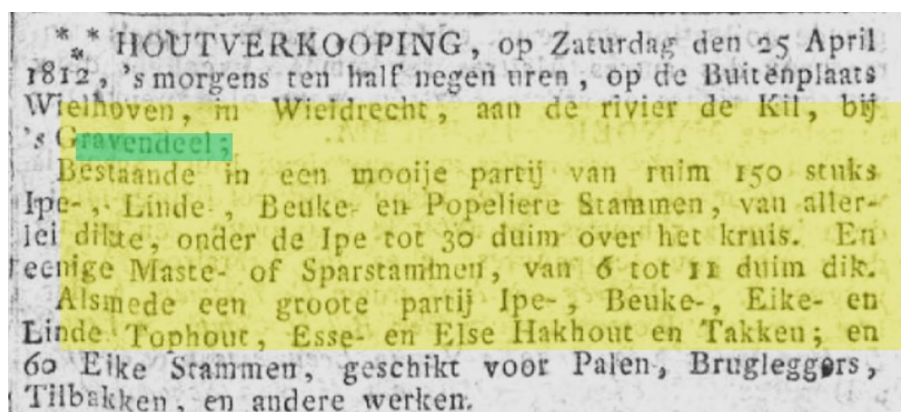 *** HOUTVERKOOPING, op Zaturdag den 25 April
1812, 's morgens ten half negen uren, op de Buitenplaats
Wielhoven, in Wieldrecht, aan de rivier de Kil, bij
's Gravendeel;
Bestaande in een mooije partij van ruim 150 stuks
Ipe-, Linde-, Beuke- en Popeliere Stammen, van aller-
lei dikte, onder de Ipe tot 30 duim over het kruis. En
eenige Maste- of Sparstammen, van 6 tot 11 duim dik.
Alsmede een groote partij Ipe-, Beuke-, Eike- en
Linde Tophout, Esse- en Else Hakhout en Takken; en
60 Eike Stammen, geschikt voor Palen, Brugleggers,
Tilbakken, en andere werken.